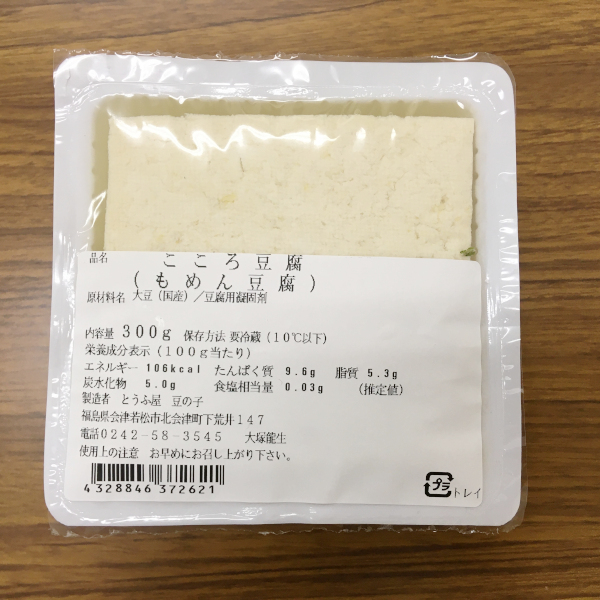 品名 こころ豆腐
(もめん豆腐)
原材料名 大豆(国産)／豆腐用凝固剤
内容量 300g 保存方法 要冷蔵(10℃以下)
栄養成分表示(100g当たり)
エネルギー 106kcal たんぱく質 9.6g 脂質 5.3g
炭水化物 5.0g 食塩相当量 0.03g (推定値)
製造者 とうふ屋 豆の子
福島県会津若松市北会津町下荒井147
電話0242-58-3545 大塚龍生
使用上の注意 お早めにお召し上がり下さい。
4328846 372621
プラ トレイ